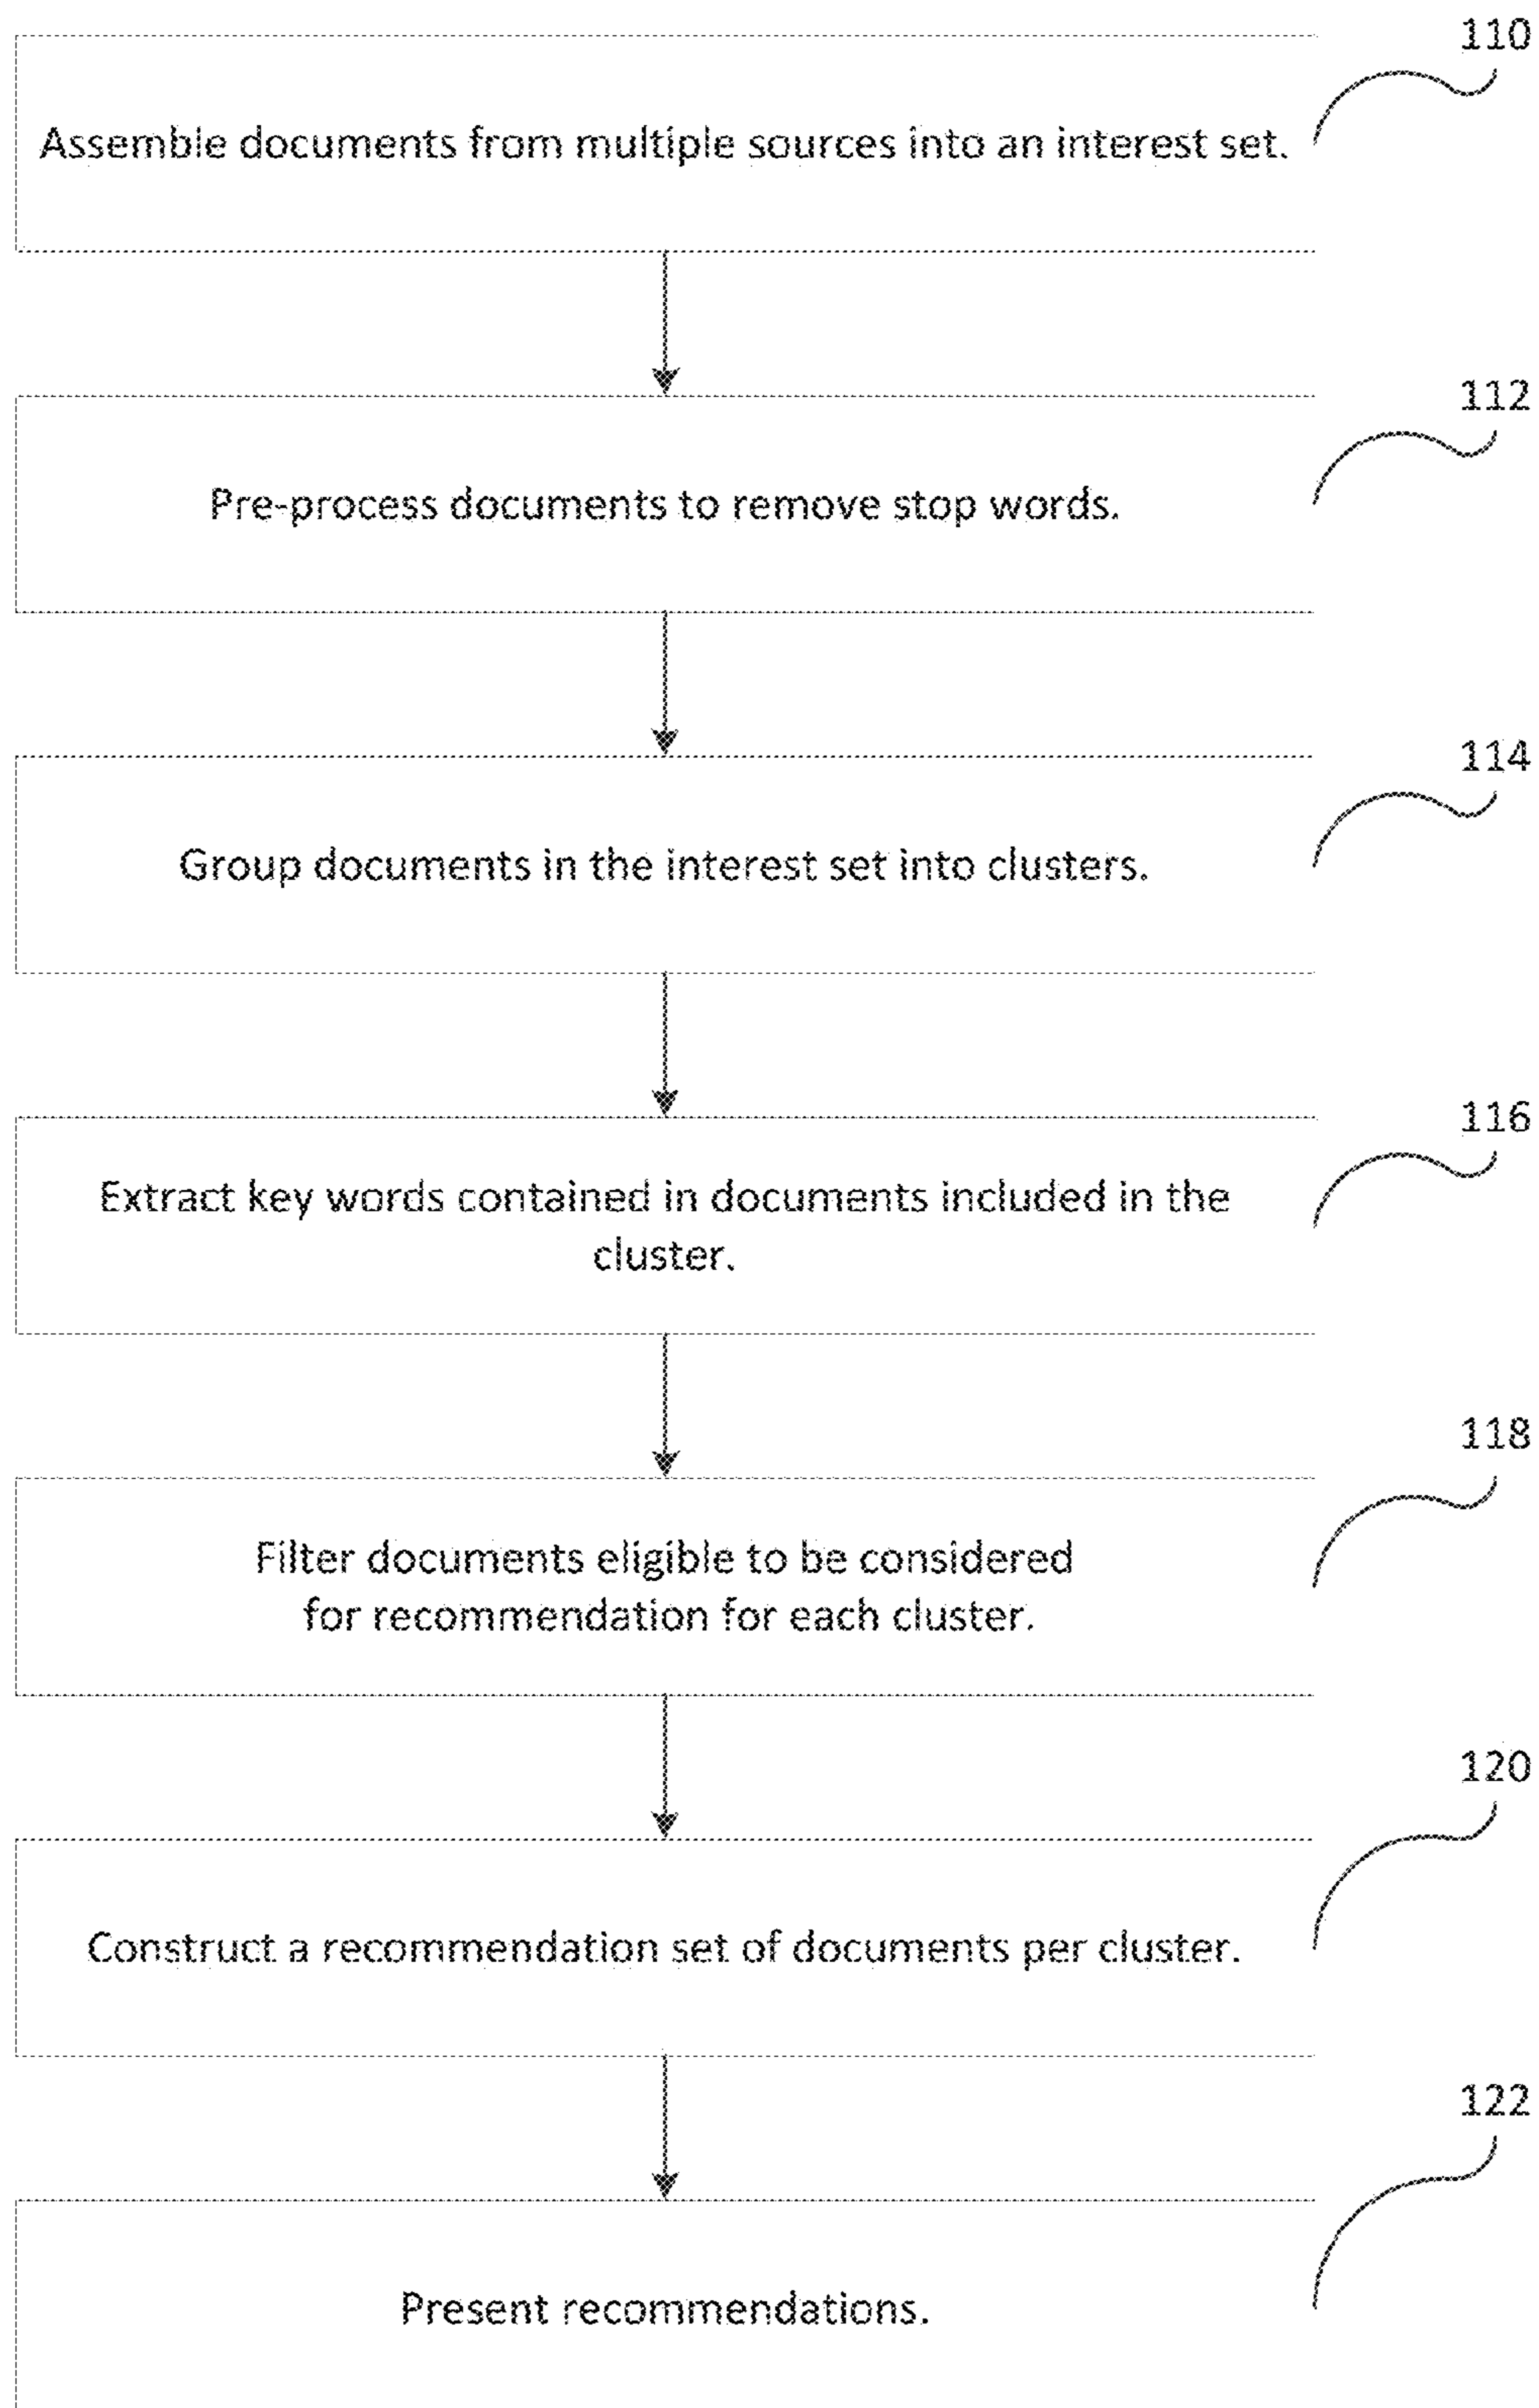 110
Assemble documents from multiple sources into an interest set.
112
Pre-process documents to remove stop words.
114
Group documents in the interest set into clusters.
116
Extract key words contained in documents included in the
cluster.
118
Filter documents eligible to be considered
for recommendation for each cluster.
120
Construct a recommendation set of documents per cluster.
122
Present recommendations.